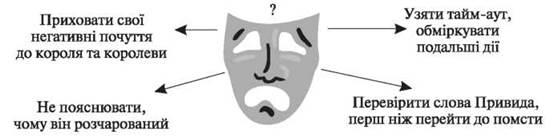 ?
Приховати свої
негативні почуття
до короля та королеви
Узяти тайм-аут,
обміркувати
подальші дії
Не пояснювати,
чому він розчарований
Перевірити слова Привида,
перш ніж перейти до помсти